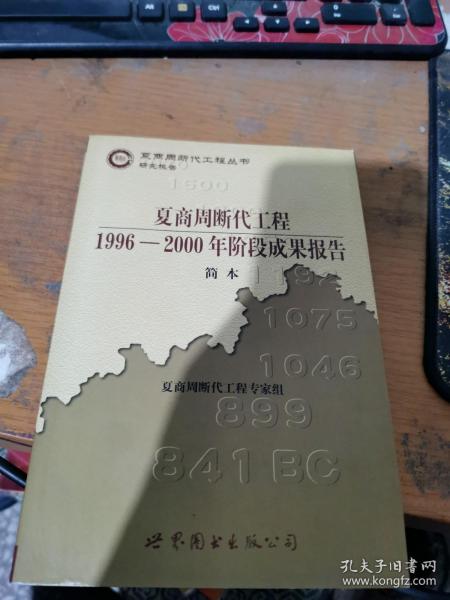 Alt
Ctrl
夏商周断代工程丛书
研究报告
1600
夏商周断代工程
1996—2000年阶段成果报告
简本
1075
1046
夏商周断代工程专家组
899
841 BC
世界图书出版公司
孔夫子旧书网
www.kongfz.com